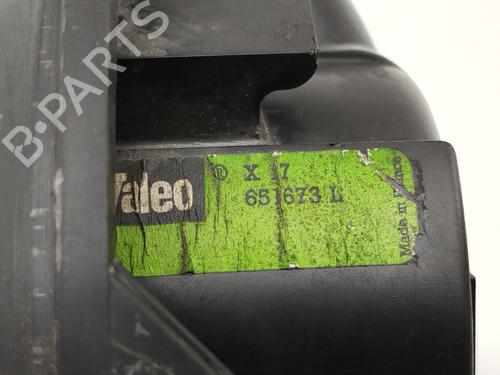 B-PARTS
Valeo ®
X 17
651673 L
Made in France